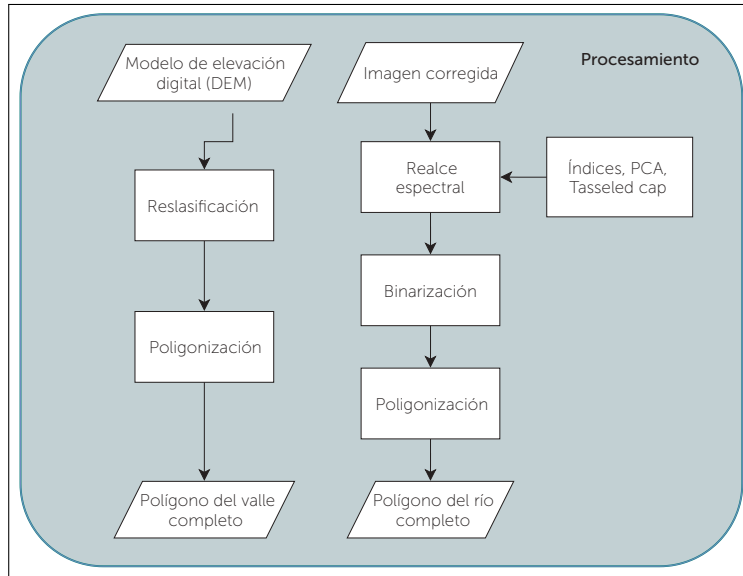 Procesamiento
Modelo de elevación
digital (DEM)
Reslasificación
Poligonización
Polígono del valle
completo
Imagen corregida
Realce
espectral
Índices, PCA,
Tasseled cap
Binarización
Poligonización
Polígono del río
completo